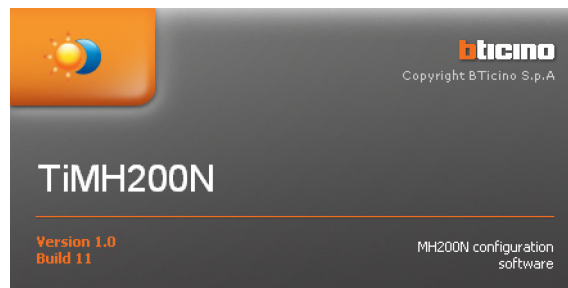 bticino
Copyright BTicino S.p.A
TiMH200N
Version 1.0
Build 11
MH200N configuration
software